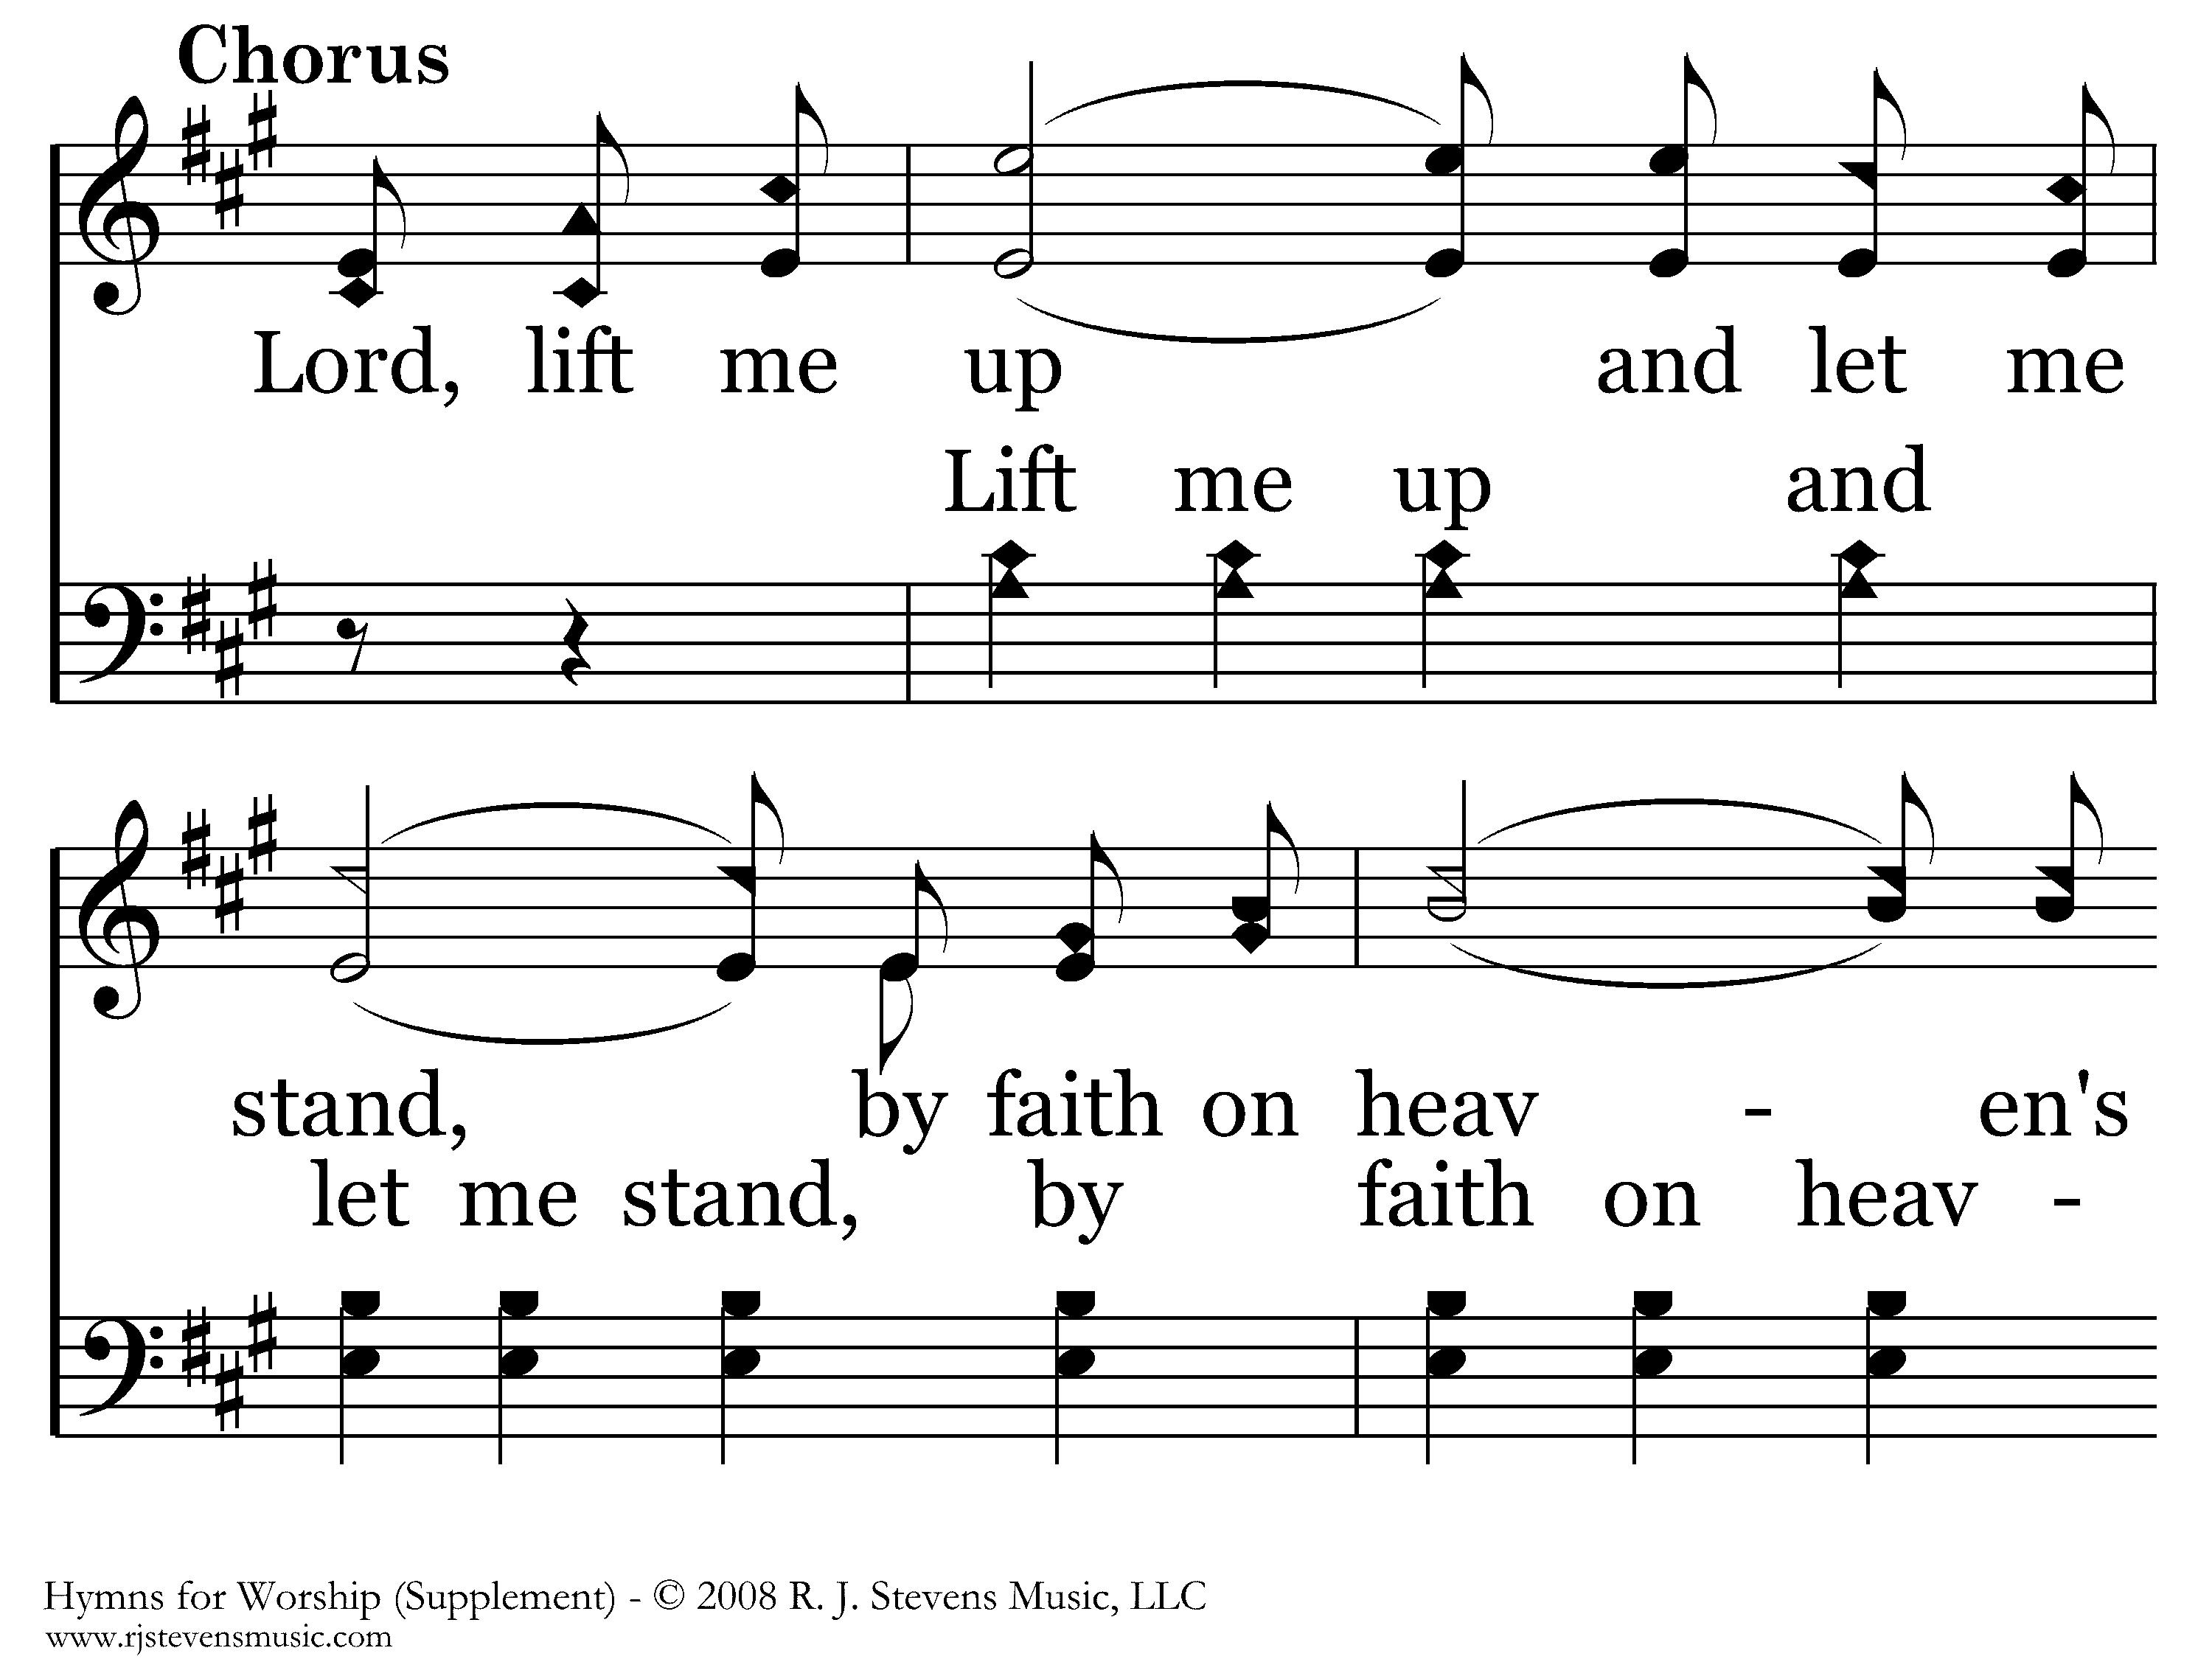 Chorus
Lord, lift me up and let me
Lift me up and
stand, by faith on heav - en's
let me stand, by faith on heav -
Hymns for Worship (Supplement) - © 2008 R. J. Stevens Music, LLC
www.rjstevensmusic.com